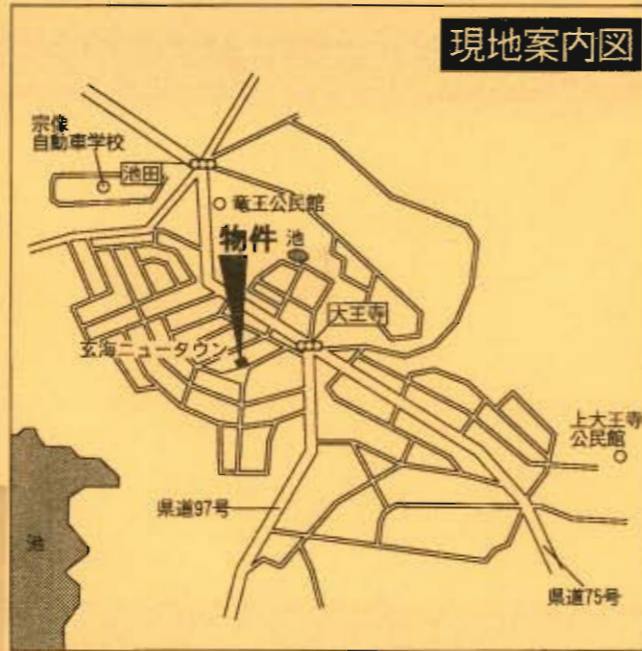 現地案内図
宗像
自動車学校
池田
竜王公民館
物件
池
大王寺
玄海ニュータウン
上大王寺
公民館
県道97号
池
県道75号